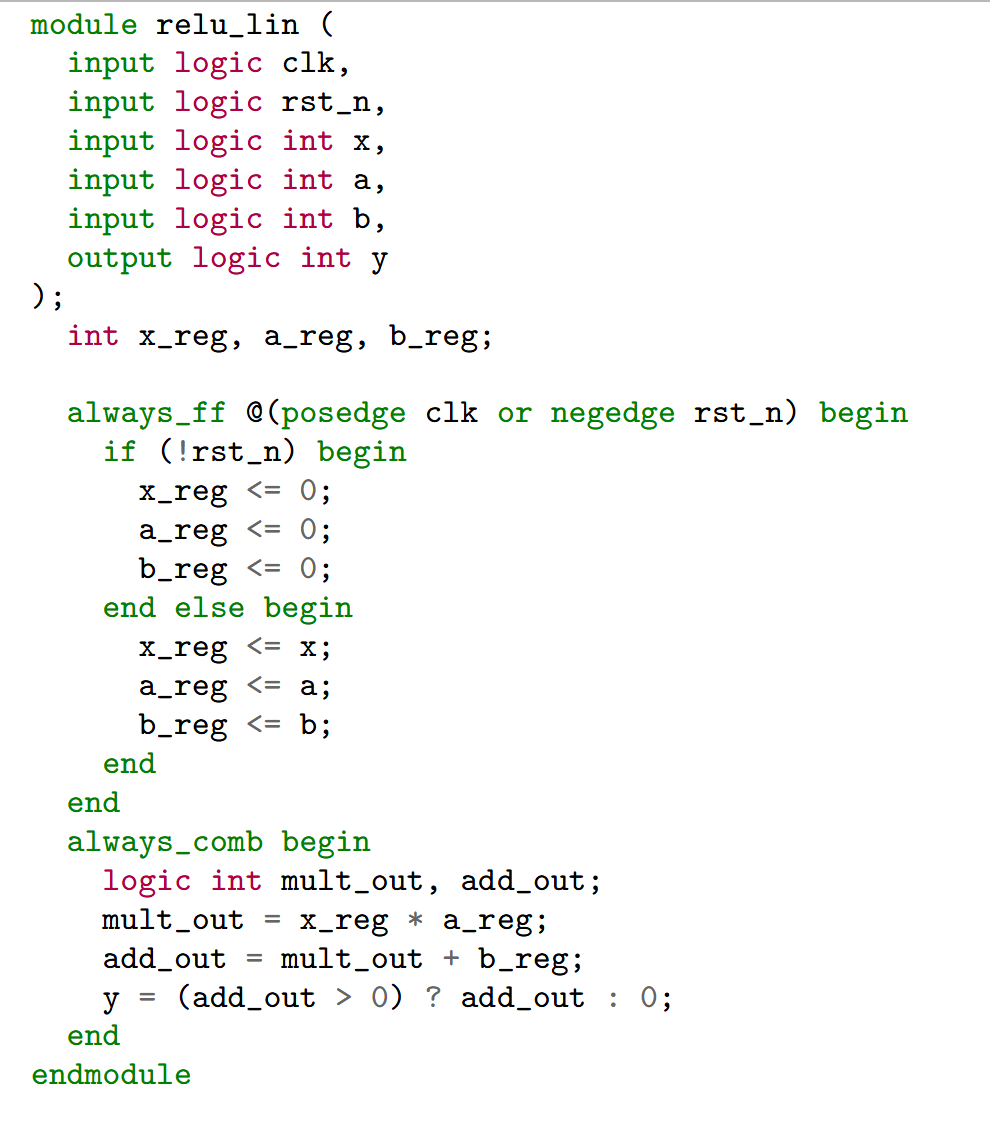 module relu_lin (
  input logic clk,
  input logic rst_n,
  input logic int x,
  input logic int a,
  input logic int b,
  output logic int y
);
  int x_reg, a_reg, b_reg;

  always_ff @(posedge clk or negedge rst_n) begin
    if (!rst_n) begin
      x_reg <= 0;
      a_reg <= 0;
      b_reg <= 0;
    end else begin
      x_reg <= x;
      a_reg <= a;
      b_reg <= b;
    end
  end
  always_comb begin
    logic int mult_out, add_out;
    mult_out = x_reg * a_reg;
    add_out = mult_out + b_reg;
    y = (add_out > 0) ? add_out : 0;
  end
endmodule